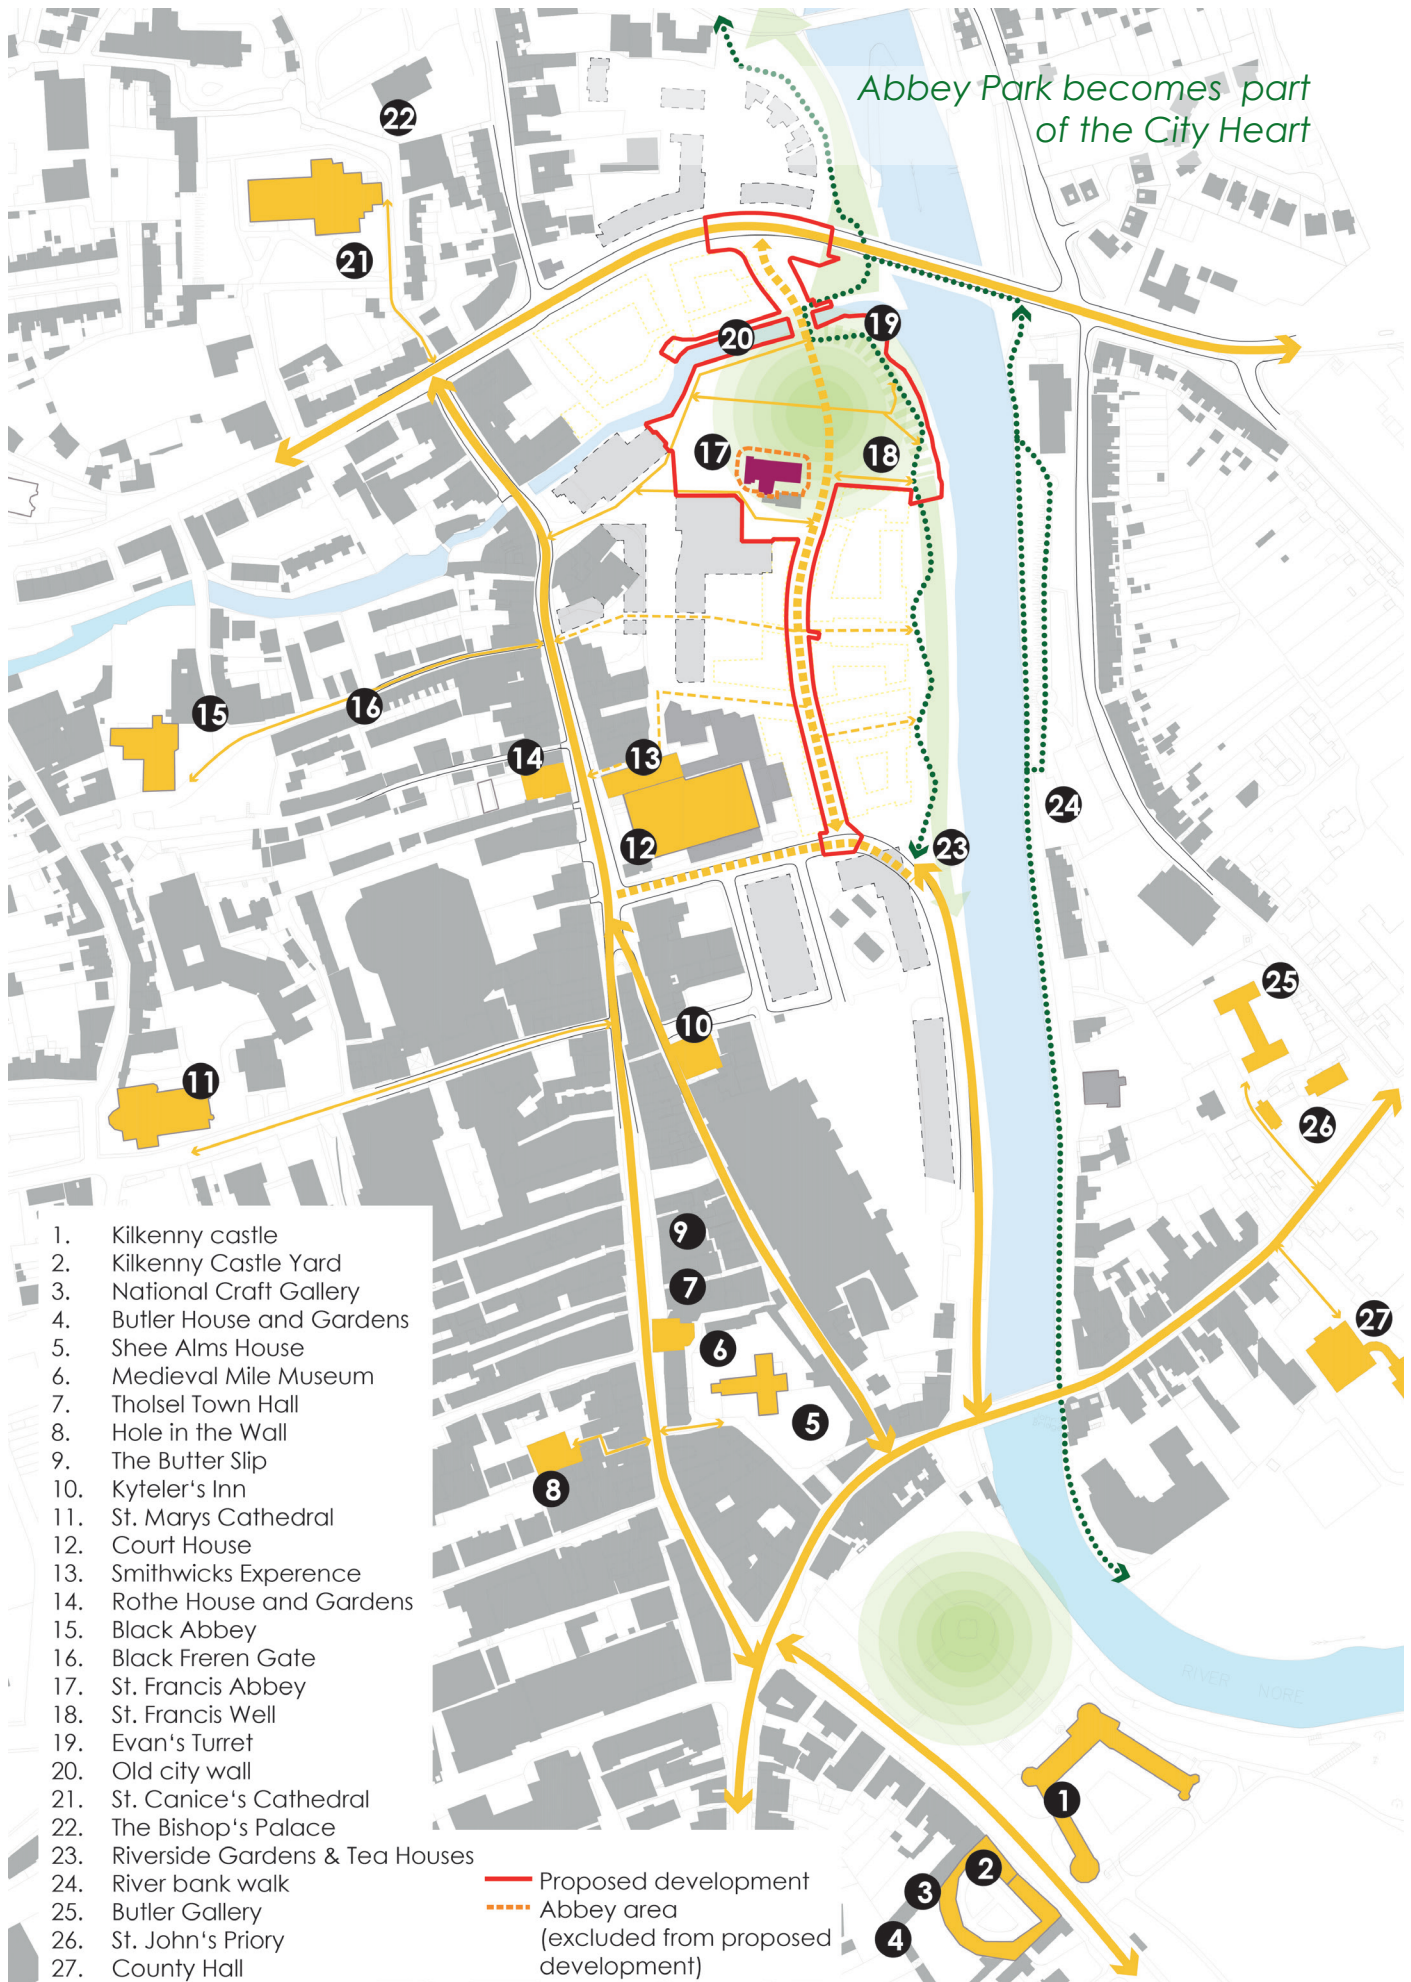 Abbey Park becomes part
of the City Heart
22
21
19
20
17
18
15
16
14
13
24
12
23
25
10
11
26
9
7
27
6
5
8
1
2
3
4
RIVER NORE
1. Kilkenny castle
2. Kilkenny Castle Yard
3. National Craft Gallery
4. Butler House and Gardens
5. Shee Alms House
6. Medieval Mile Museum
7. Tholsel Town Hall
8. Hole in the Wall
9. The Butter Slip
10. Kyteler's Inn
11. St. Marys Cathedral
12. Court House
13. Smithwicks Experence
14. Rothe House and Gardens
15. Black Abbey
16. Black Freren Gate
17. St. Francis Abbey
18. St. Francis Well
19. Evan's Turret
20. Old city wall
21. St. Canice's Cathedral
22. The Bishop's Palace
23. Riverside Gardens & Tea Houses
24. River bank walk
25. Butler Gallery
26. St. John's Priory
27. County Hall
Proposed development
Abbey area
(excluded from proposed
development)